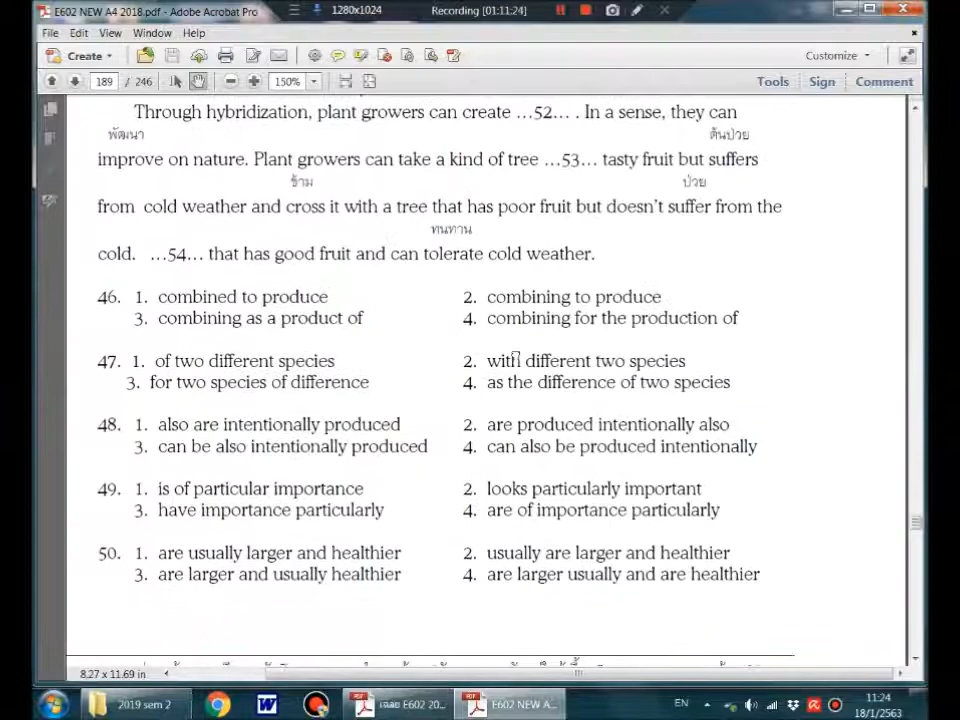 E602 NEW A4 2018.pdf - Adobe Acrobat Pro
1280x1024
Recording [01:11:24]
File Edit View Window Help
Create
Customize
189 / 246
150%
Tools Sign Comment
Through hybridization, plant growers can create …52… . In a sense, they can
พัฒนา ต้นป่วย
improve on nature. Plant growers can take a kind of tree …53… tasty fruit but suffers
ข้าม ป่วย
from cold weather and cross it with a tree that has poor fruit but doesn't suffer from the
ทนทาน
cold. …54… that has good fruit and can tolerate cold weather.
46. 1. combined to produce 2. combining to produce
3. combining as a product of 4. combining for the production of
47. 1. of two different species 2. with different two species
3. for two species of difference 4. as the difference of two species
48. 1. also are intentionally produced 2. are produced intentionally also
3. can be also intentionally produced 4. can also be produced intentionally
49. 1. is of particular importance 2. looks particularly important
3. have importance particularly 4. are of importance particularly
50. 1. are usually larger and healthier 2. usually are larger and healthier
3. are larger and usually healthier 4. are larger usually and are healthier
8.27 x 11.69 in
2019 sem 2
เฉลย E602 20...
E602 NEW A...
EN
11:24
18/1/2563